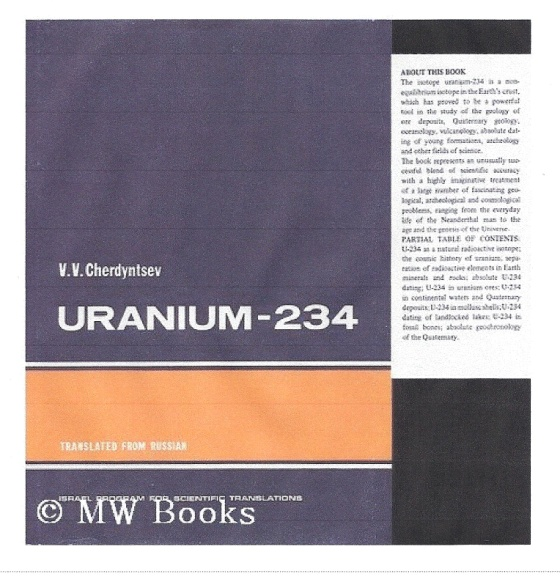 V.V.Cherdyntsev
URANIUM-234
TRANSLATED FROM RUSSIAN
ISRAEL PROGRAM FOR SCIENTIFIC TRANSLATIONS
© MW Books
ABOUT THIS BOOK
The isotope uranium-234 is a non-
equilibrium isotope in the Earth's crust,
which has proved to be a powerful
tool in the study of the geology of
ore deposits, Quaternary geology,
oceanology, vulcanology, absolute dat-
ing of young formations, archeology
and other fields of science.
The book represents an unusually suc-
cessful blend of scientific accuracy
with a highly imaginative treatment
of a large number of fascinating geo-
logical, archeological and cosmological
problems, ranging from the everyday
life of the Neanderthal man to the
age and the genesis of the Universe.
PARTIAL TABLE OF CONTENTS:
U-234 as a natural radioactive isotope;
the cosmic history of uranium, sepa-
ration of radioactive elements in Earth
minerals and rocks; absolute U-234
dating; U-234 in uranium ores; U-234
in continental waters and Quaternary
deposits; U-234 in mollusc shells; U-234
dating of landlocked lakes; U-234 in
fossil bones; absolute geochronology
of the Quaternary.